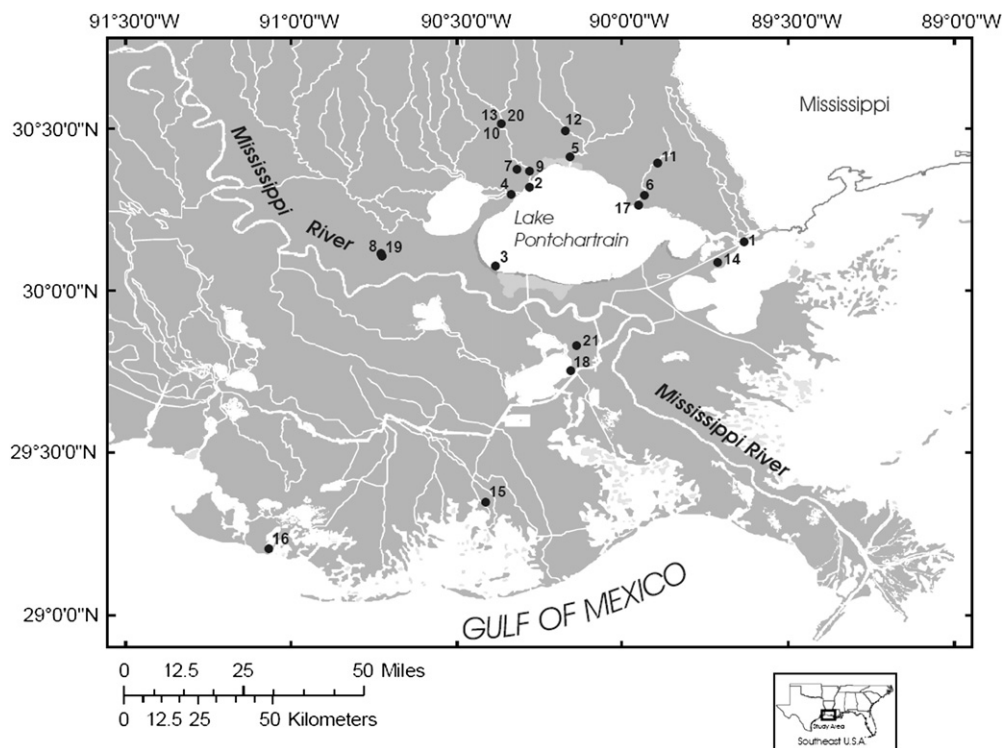 91°30'0"W 91°0'0"W 90°30'0"W 90°0'0"W 89°30'0"W 89°0'0"W
Mississippi
30°30'0"N
13 20
10
12
5
11
7 9
4 2
6
17
Mississippi
River
Lake
Pontchartrain
8 19
3
1
14
30°0'0"N
21
18
Mississippi River
29°30'0"N
15
16
29°0'0"N
GULF OF MEXICO
0 12.5 25 50 Miles
0 12.5 25 50 Kilometers
Study Area
Southeast U.S.A.